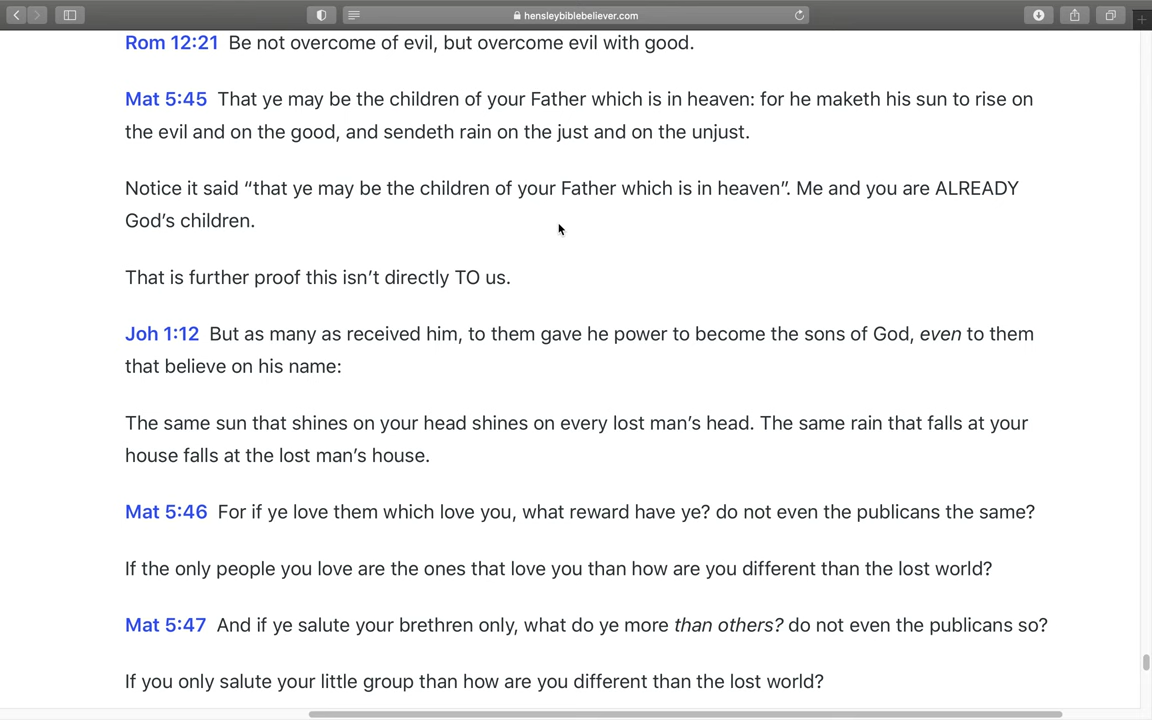 hensleybiblebeliever.com
Rom 12:21 Be not overcome of evil, but overcome evil with good.
Mat 5:45 That ye may be the children of your Father which is in heaven: for he maketh his sun to rise on
the evil and on the good, and sendeth rain on the just and on the unjust.
Notice it said “that ye may be the children of your Father which is in heaven”. Me and you are ALREADY
God’s children.
That is further proof this isn’t directly TO us.
Joh 1:12 But as many as received him, to them gave he power to become the sons of God, even to them
that believe on his name:
The same sun that shines on your head shines on every lost man’s head. The same rain that falls at your
house falls at the lost man’s house.
Mat 5:46 For if ye love them which love you, what reward have ye? do not even the publicans the same?
If the only people you love are the ones that love you than how are you different than the lost world?
Mat 5:47 And if ye salute your brethren only, what do ye more than others? do not even the publicans so?
If you only salute your little group than how are you different than the lost world?